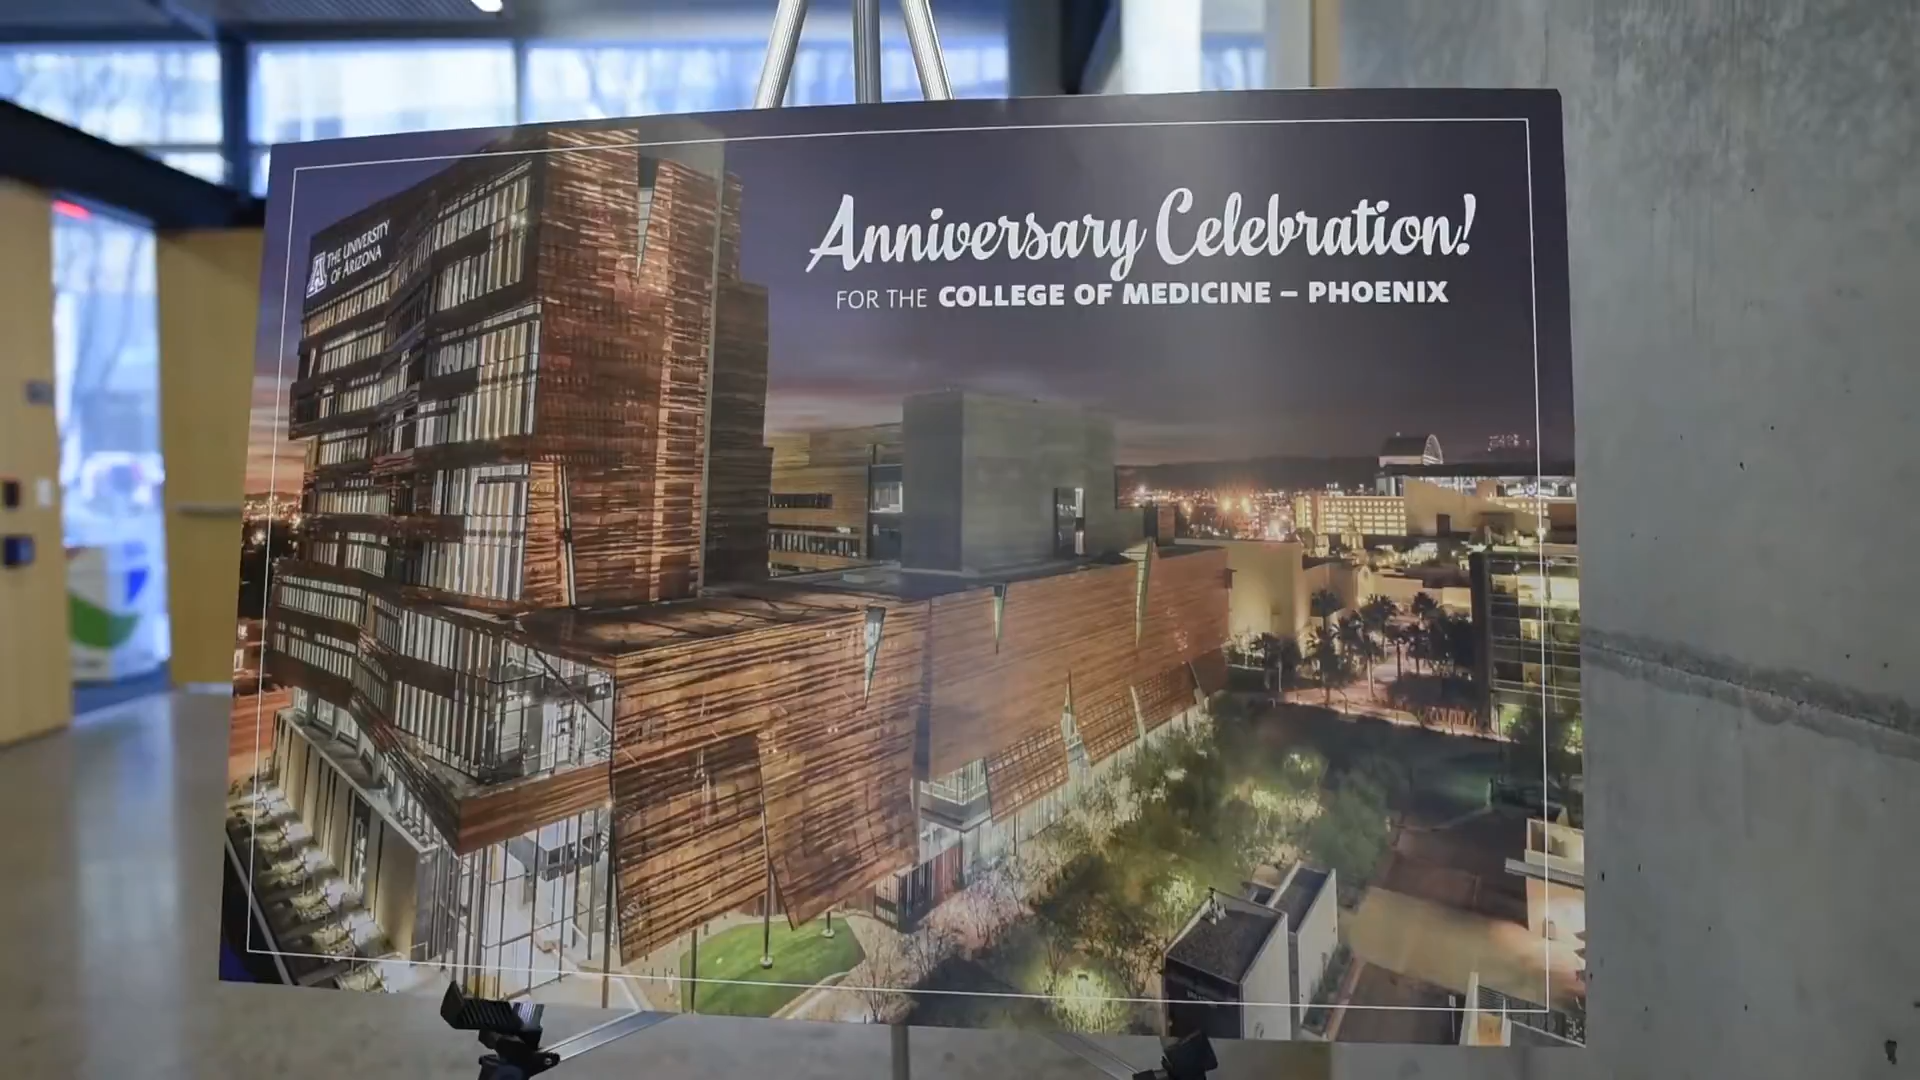 Anniversary Celebration!
FOR THE COLLEGE OF MEDICINE – PHOENIX
A THE UNIVERSITY
OF ARIZONA